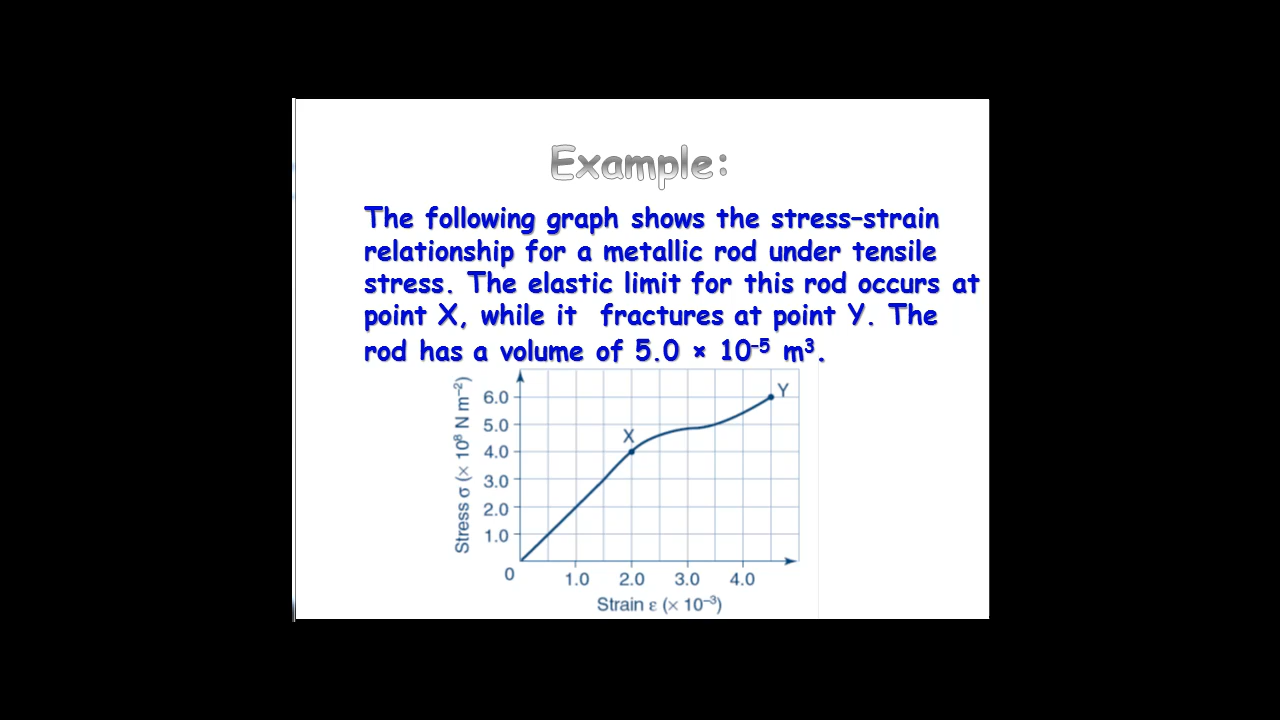 Example:
The following graph shows the stress–strain
relationship for a metallic rod under tensile
stress. The elastic limit for this rod occurs at
point X, while it  fractures at point Y. The
rod has a volume of 5.0 × 10⁻⁵ m³.
Stress σ (× 10⁸ N m⁻²)
6.0
5.0
4.0
3.0
2.0
1.0
0
X
Y
1.0 2.0 3.0 4.0
Strain ε (× 10⁻³)